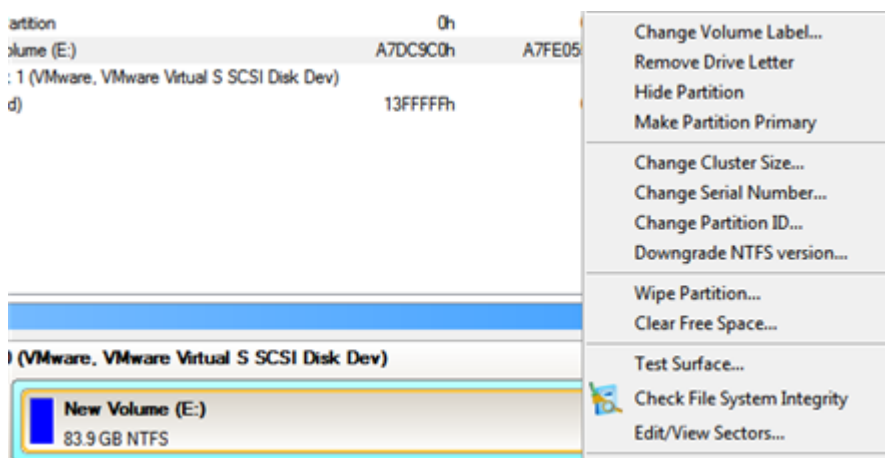 artition 0h
olume (E:) A7DC9C0h A7FE05
1 (VMware, VMware Virtual S SCSI Disk Dev)
d) 13FFFFFh
Change Volume Label...
Remove Drive Letter
Hide Partition
Make Partition Primary
Change Cluster Size...
Change Serial Number...
Change Partition ID...
Downgrade NTFS version...
Wipe Partition...
Clear Free Space...
Test Surface...
Check File System Integrity
Edit/View Sectors...
(VMware, VMware Virtual S SCSI Disk Dev)
New Volume (E:)
83.9 GB NTFS